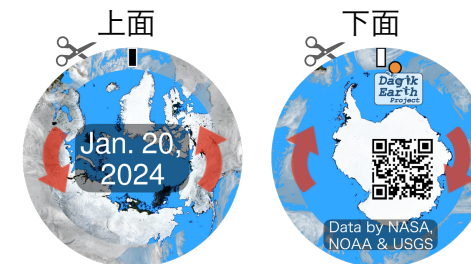 上面
下面
Jan. 20,
2024
Dagik
Earth
Project
Data by NASA,
NOAA & USGS